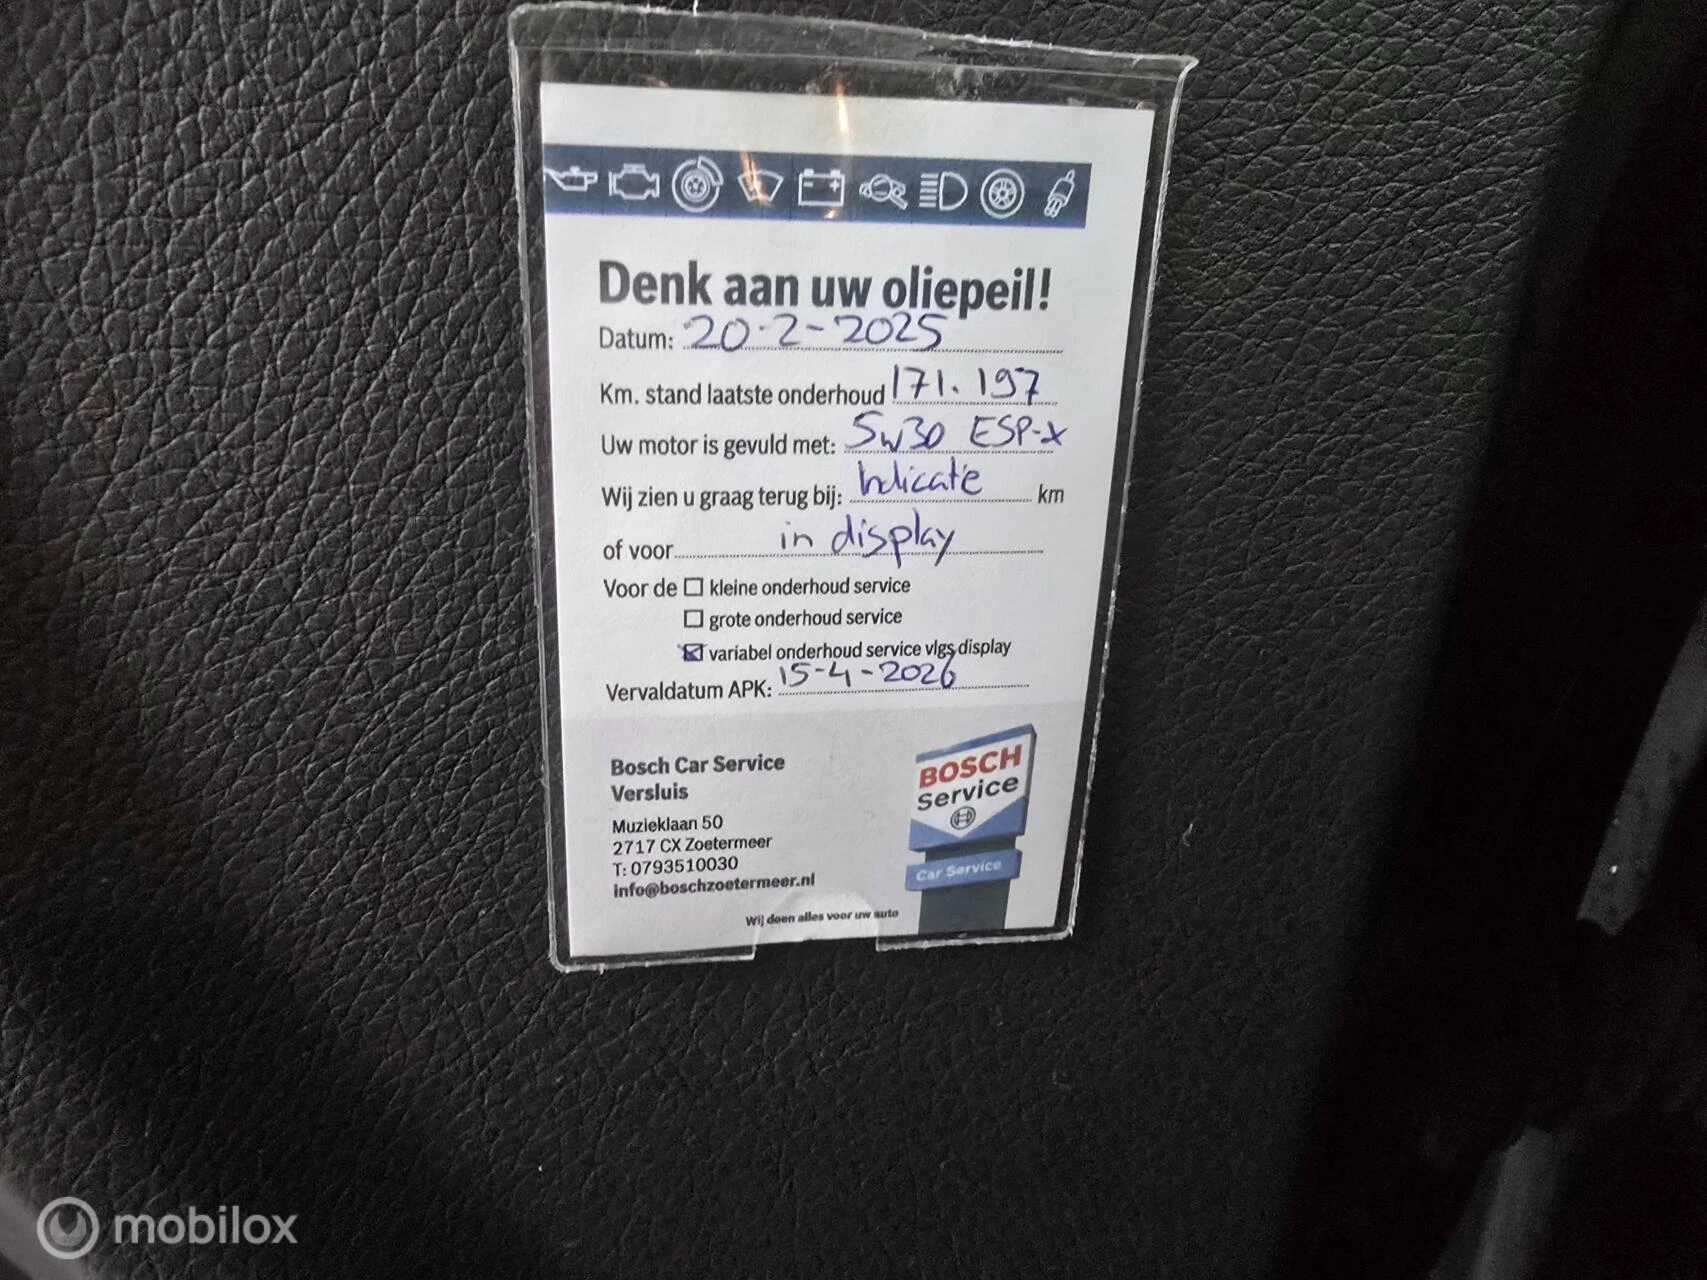 Denk aan uw oliepeil!
Datum: 20-2-2025
Km. stand laatste onderhoud 171.197
Uw motor is gevuld met: 5w30 ESP-X
Wij zien u graag terug bij: Indicatie km
of voor in display
Voor de kleine onderhoud service
grote onderhoud service
variabel onderhoud service vlgs display
Vervaldatum APK: 15-4-2026
Bosch Car Service
Versluis
Muzieklaan 50
2717 CX Zoetermeer
T: 0793510030
info@boschzoetermeer.nl
Wij doen alles voor uw auto
BOSCH
Service
Car Service
mobilox